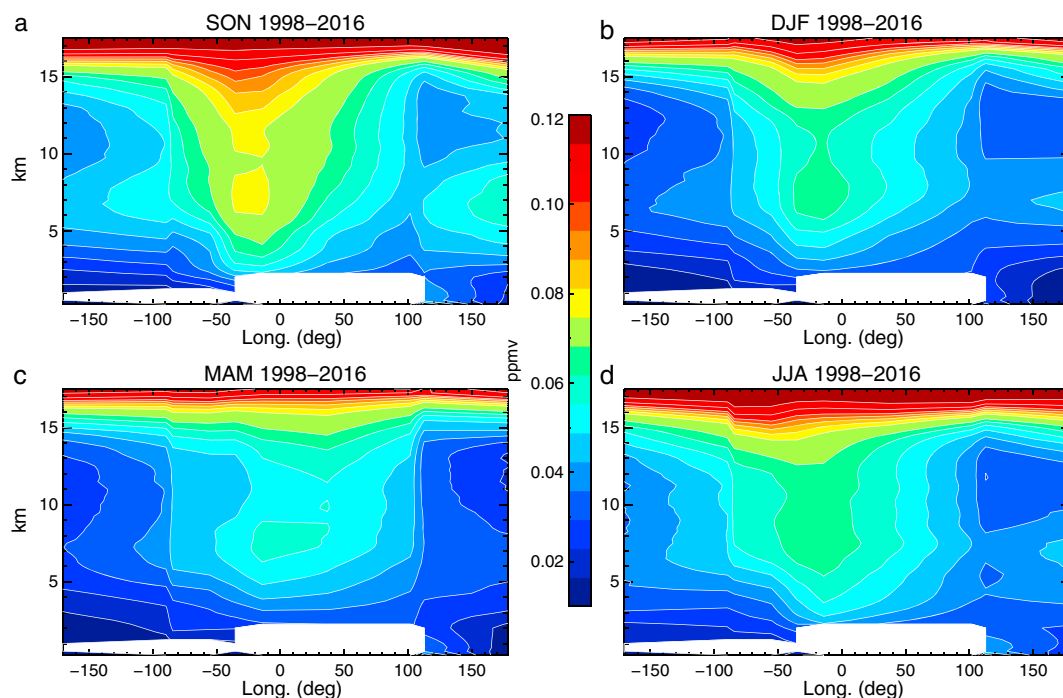 a SON 1998−2016
15
10
5
km
−150 −100 −50 0 50 100 150
Long. (deg)
b DJF 1998−2016
15
10
5
−150 −100 −50 0 50 100 150
Long. (deg)
0.12
0.10
0.08
0.06
0.04
0.02
ppmv
c MAM 1998−2016
15
10
5
km
−150 −100 −50 0 50 100 150
Long. (deg)
d JJA 1998−2016
15
10
5
−150 −100 −50 0 50 100 150
Long. (deg)